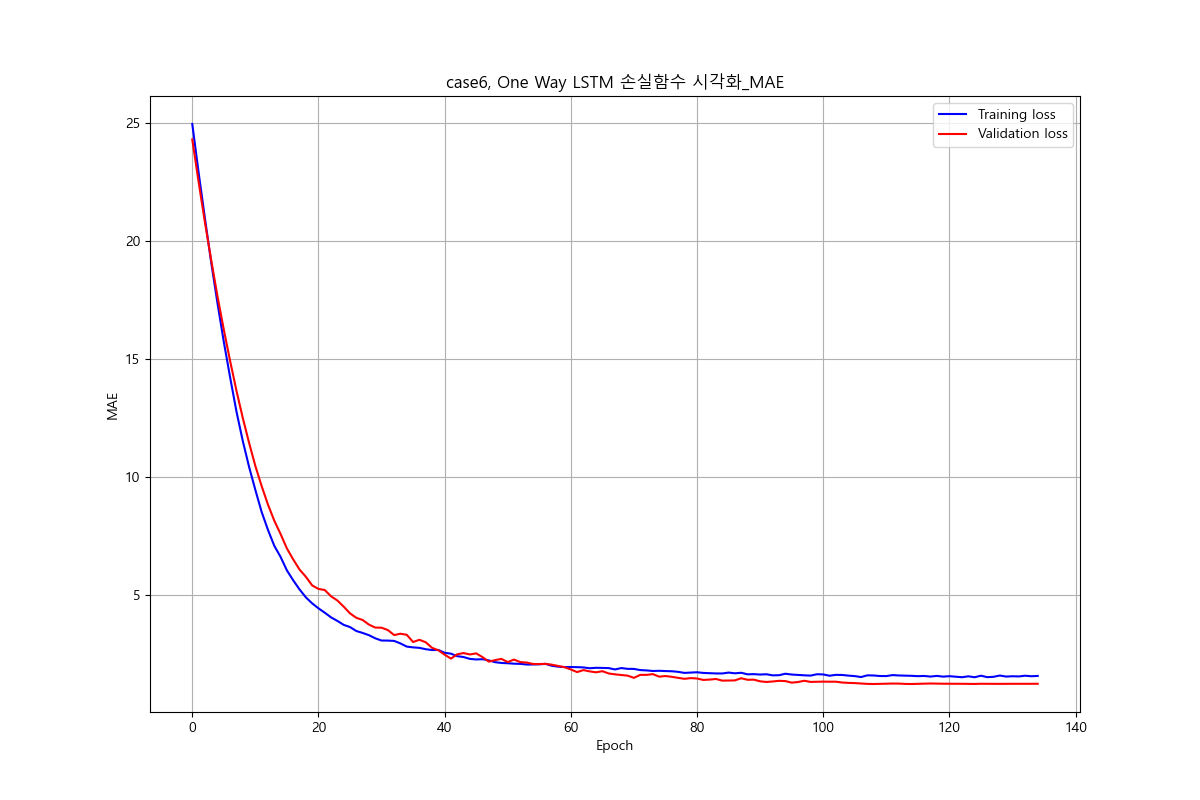 case6, One Way LSTM 손실함수 시각화_MAE
Training loss
Validation loss
25
20
15
10
5
MAE
0 20 40 60 80 100 120 140
Epoch